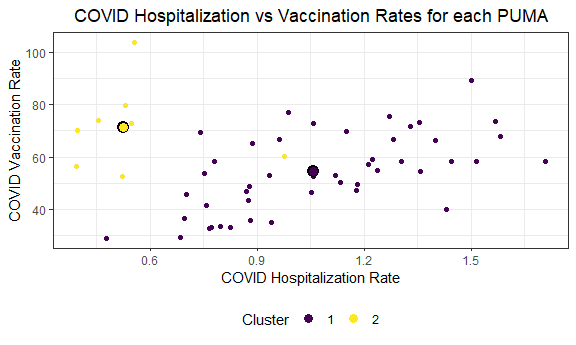 COVID Hospitalization vs Vaccination Rates for each PUMA
COVID Vaccination Rate
100
80
60
40
0.6 0.9 1.2 1.5
COVID Hospitalization Rate
Cluster 1 2